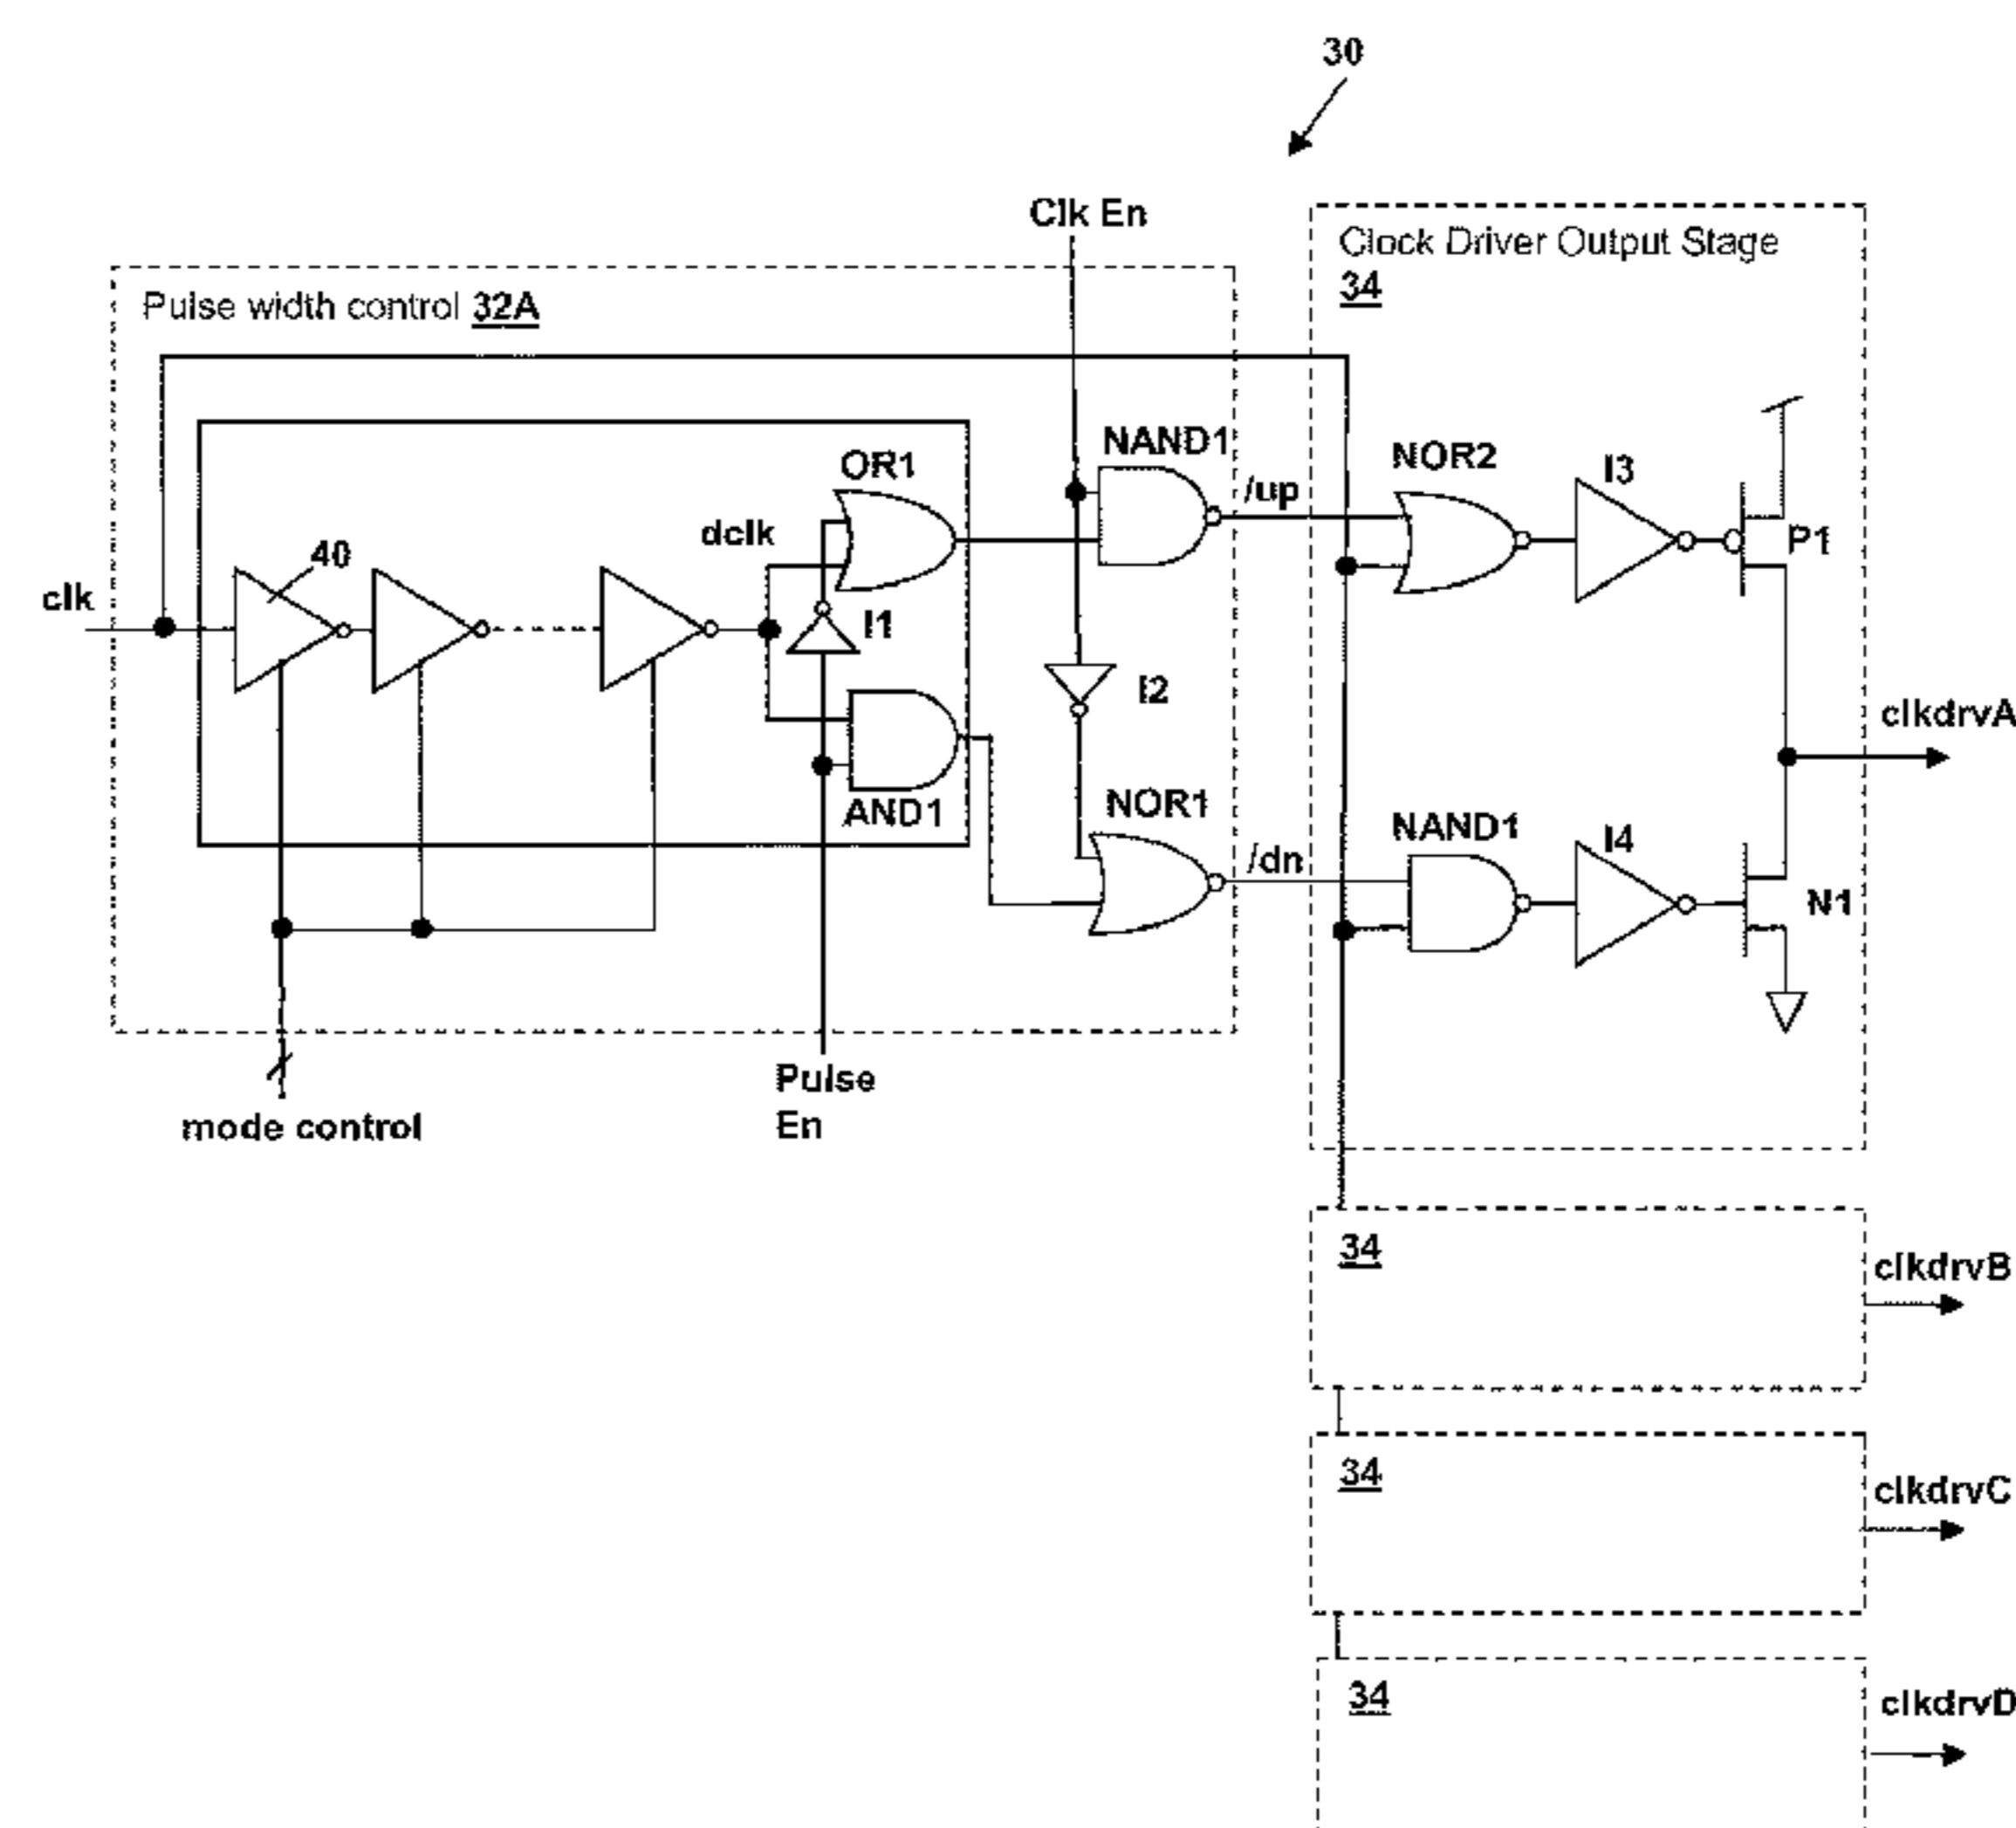 30
Clk En
Clock Driver Output Stage
34
Pulse width control 32A
NAND1
OR1
/up
NOR2
I3
dclk
P1
40
clk
I1
I2
clkdrvA
AND1
NOR1
/dn
NAND1
I4
N1
Pulse
En
mode control
34
clkdrvB
34
clkdrvC
34
clkdrvD